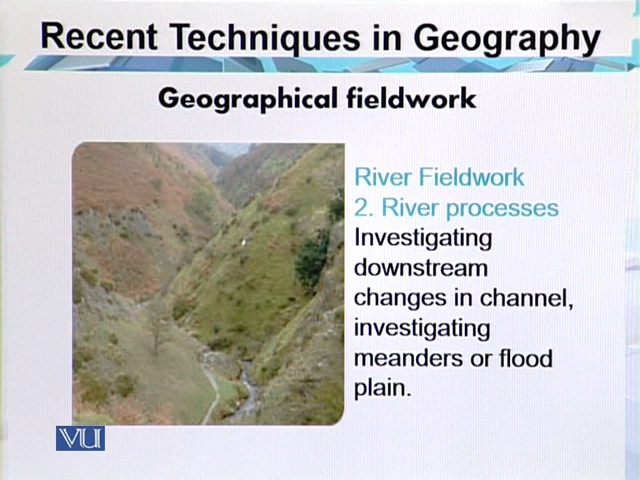 Recent Techniques in Geography
Geographical fieldwork
River Fieldwork
2. River processes
Investigating
downstream
changes in channel,
investigating
meanders or flood
plain.
VU